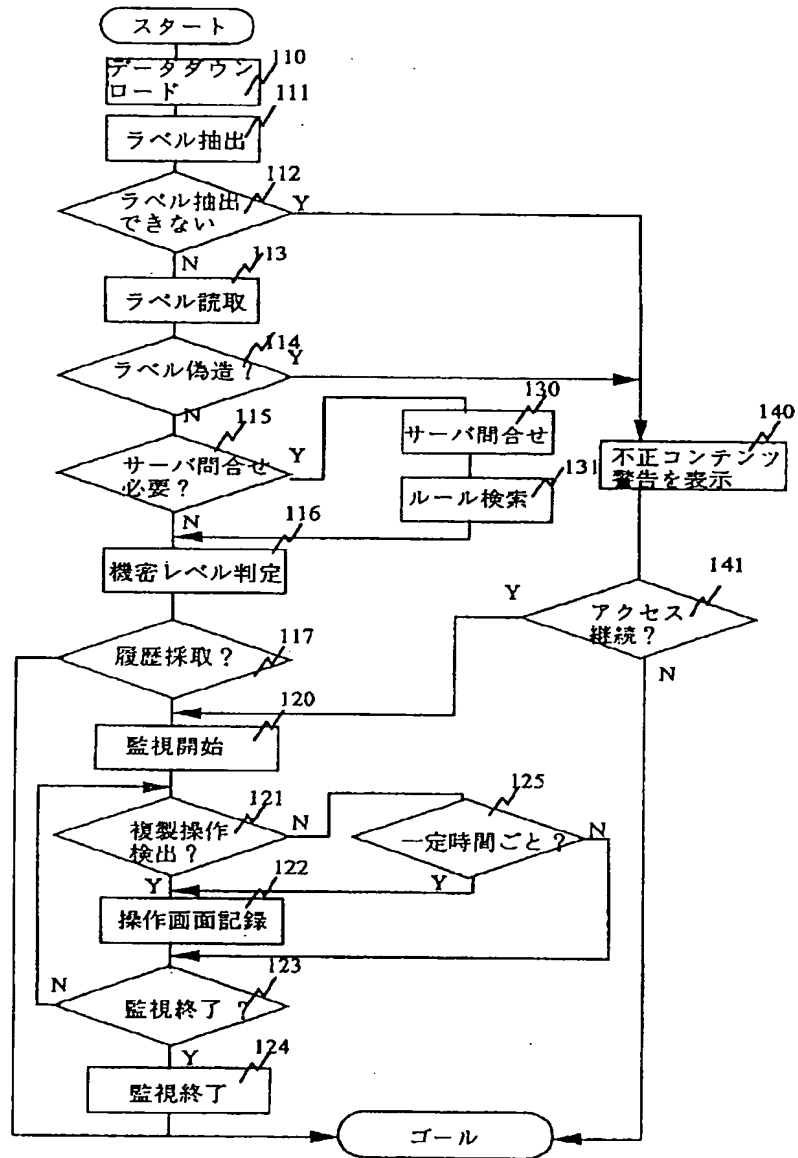 スタート
110
データダウン
ロード
111
ラベル抽出
112
ラベル抽出
できない
Y
N
113
ラベル読取
114
ラベル偽造?
Y
N
115
サーバ問合せ
必要?
Y
N
130
サーバ問合せ
131
ルール検索
140
不正コンテンツ
警告を表示
116
機密レベル判定
141
アクセス
継続?
Y
N
117
履歴採取?
120
監視開始
121
複製操作
検出?
N
Y
125
一定時間ごと?
N
Y
122
操作画面記録
123
監視終了?
N
Y
124
監視終了
ゴール